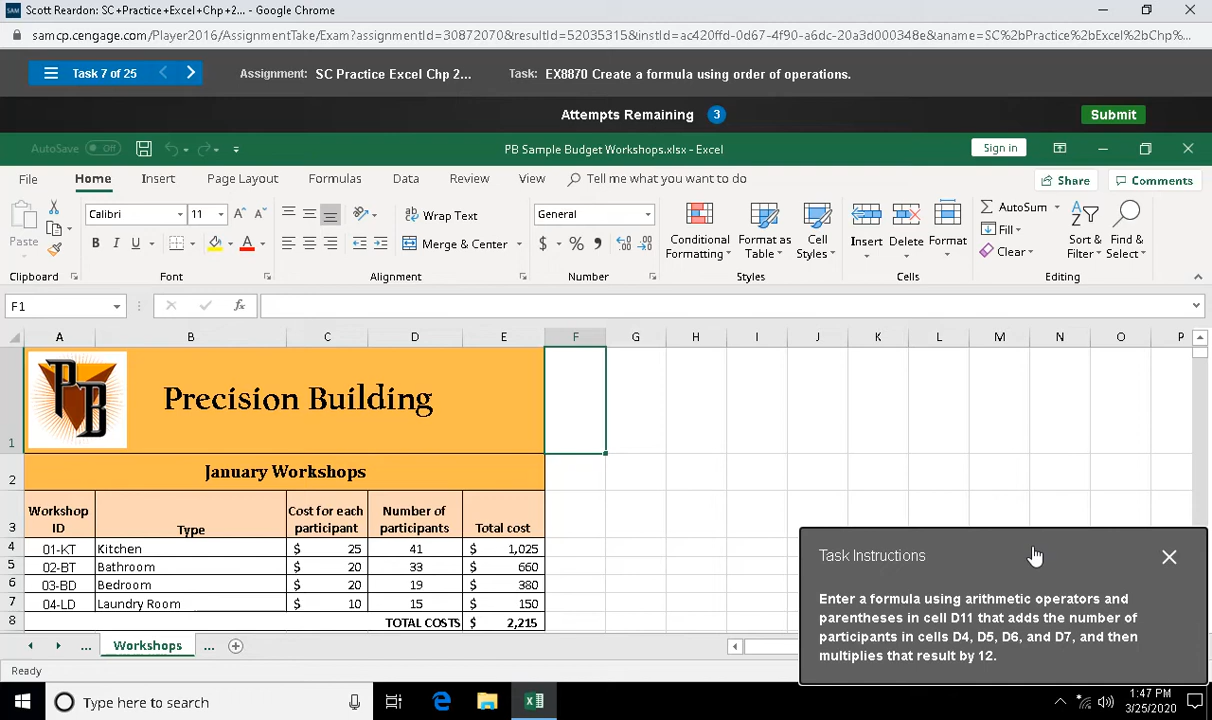 Scott Reardon: SC+Practice+Excel+Chp+2... - Google Chrome
samcp.cengage.com/Player2016/AssignmentTake/Exam?assignmentId=30872070&resultId=52035315&instId=ac420ffd-0d67-4f90-a6dc-20a3d000348e&aname=SC%2bPractice%2bExcel%2bChp%...
Task 7 of 25 Assignment: SC Practice Excel Chp 2... Task: EX8870 Create a formula using order of operations.
Attempts Remaining 3 Submit
AutoSave Off PB Sample Budget Workshops.xlsx - Excel Sign in
File Home Insert Page Layout Formulas Data Review View Tell me what you want to do Share Comments
Paste Calibri 11 Wrap Text General Conditional Formatting Format as Table Cell Styles Insert Delete Format AutoSum Sort & Filter Find & Select
B I U Merge & Center $ % Fill
Clear
Clipboard Font Alignment Number Styles Cells Editing
F1 fx
A B C D E F G H I J K L M N O P
PB Precision Building
1
2 January Workshops
3 Workshop ID Type Cost for each participant Number of participants Total cost
4 01-KT Kitchen $ 25 41 $ 1,025
5 02-BT Bathroom $ 20 33 $ 660
6 03-BD Bedroom $ 20 19 $ 380
7 04-LD Laundry Room $ 10 15 $ 150
8 TOTAL COSTS $ 2,215
Task Instructions
Enter a formula using arithmetic operators and
parentheses in cell D11 that adds the number of
participants in cells D4, D5, D6, and D7, and then
multiplies that result by 12.
... Workshops ...
Ready
Type here to search
1:47 PM
3/25/2020